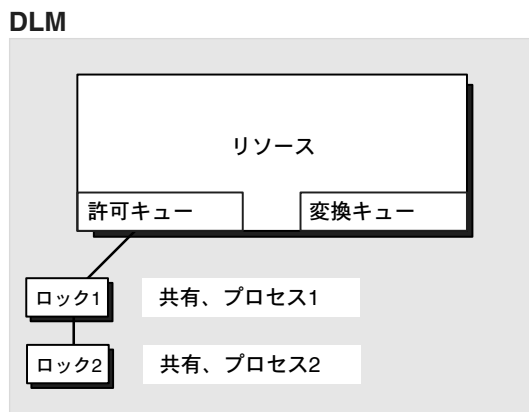 DLM
リソース
許可キュー
変換キュー
ロック1
共有、プロセス1
ロック2
共有、プロセス2